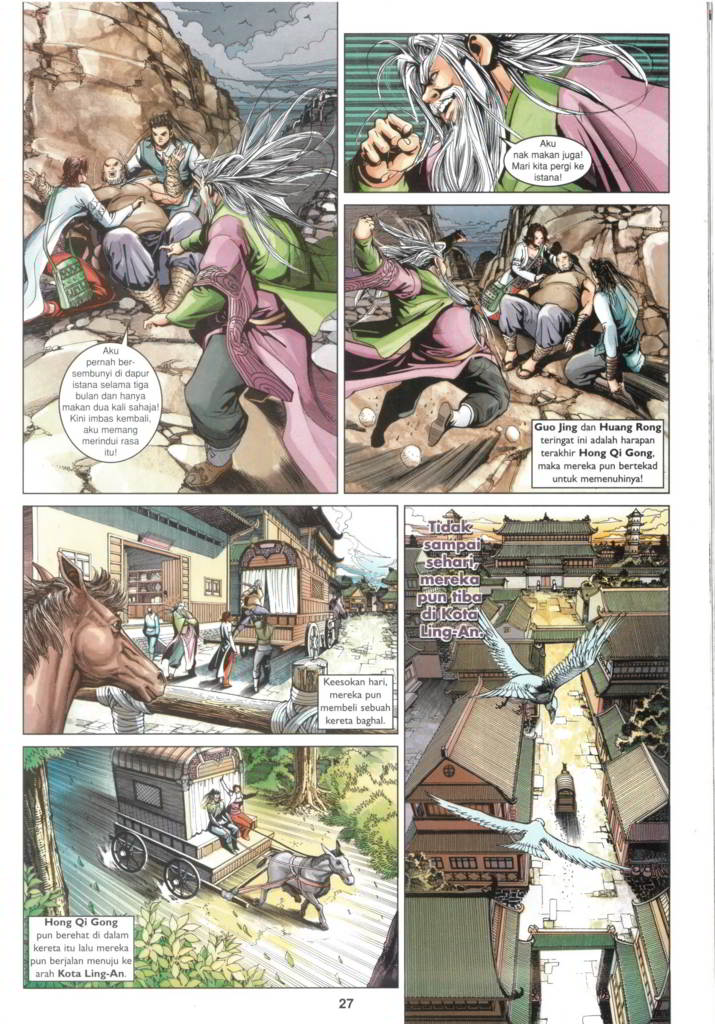 Aku
pernah ber-
sembunyi di dapur
istana selama tiga
bulan dan hanya
makan dua kali sahaja!
Kini imbas kembali,
aku memang
merindui rasa
itu!
Aku
nak makan juga!
Mari kita pergi ke
istana!
Guo Jing dan Huang Rong
teringat ini adalah harapan
terakhir Hong Qi Gong,
maka mereka pun bertekad
untuk memenuhinya!
Keesokan hari,
mereka pun
membeli sebuah
kereta baghal.
Hong Qi Gong
pun berehat di dalam
kereta itu lalu mereka
pun berjalan menuju ke
arah Kota Ling-An.
Tidak
sampai
sehari,
mereka
pun tiba
di Kota
Ling-An.
27